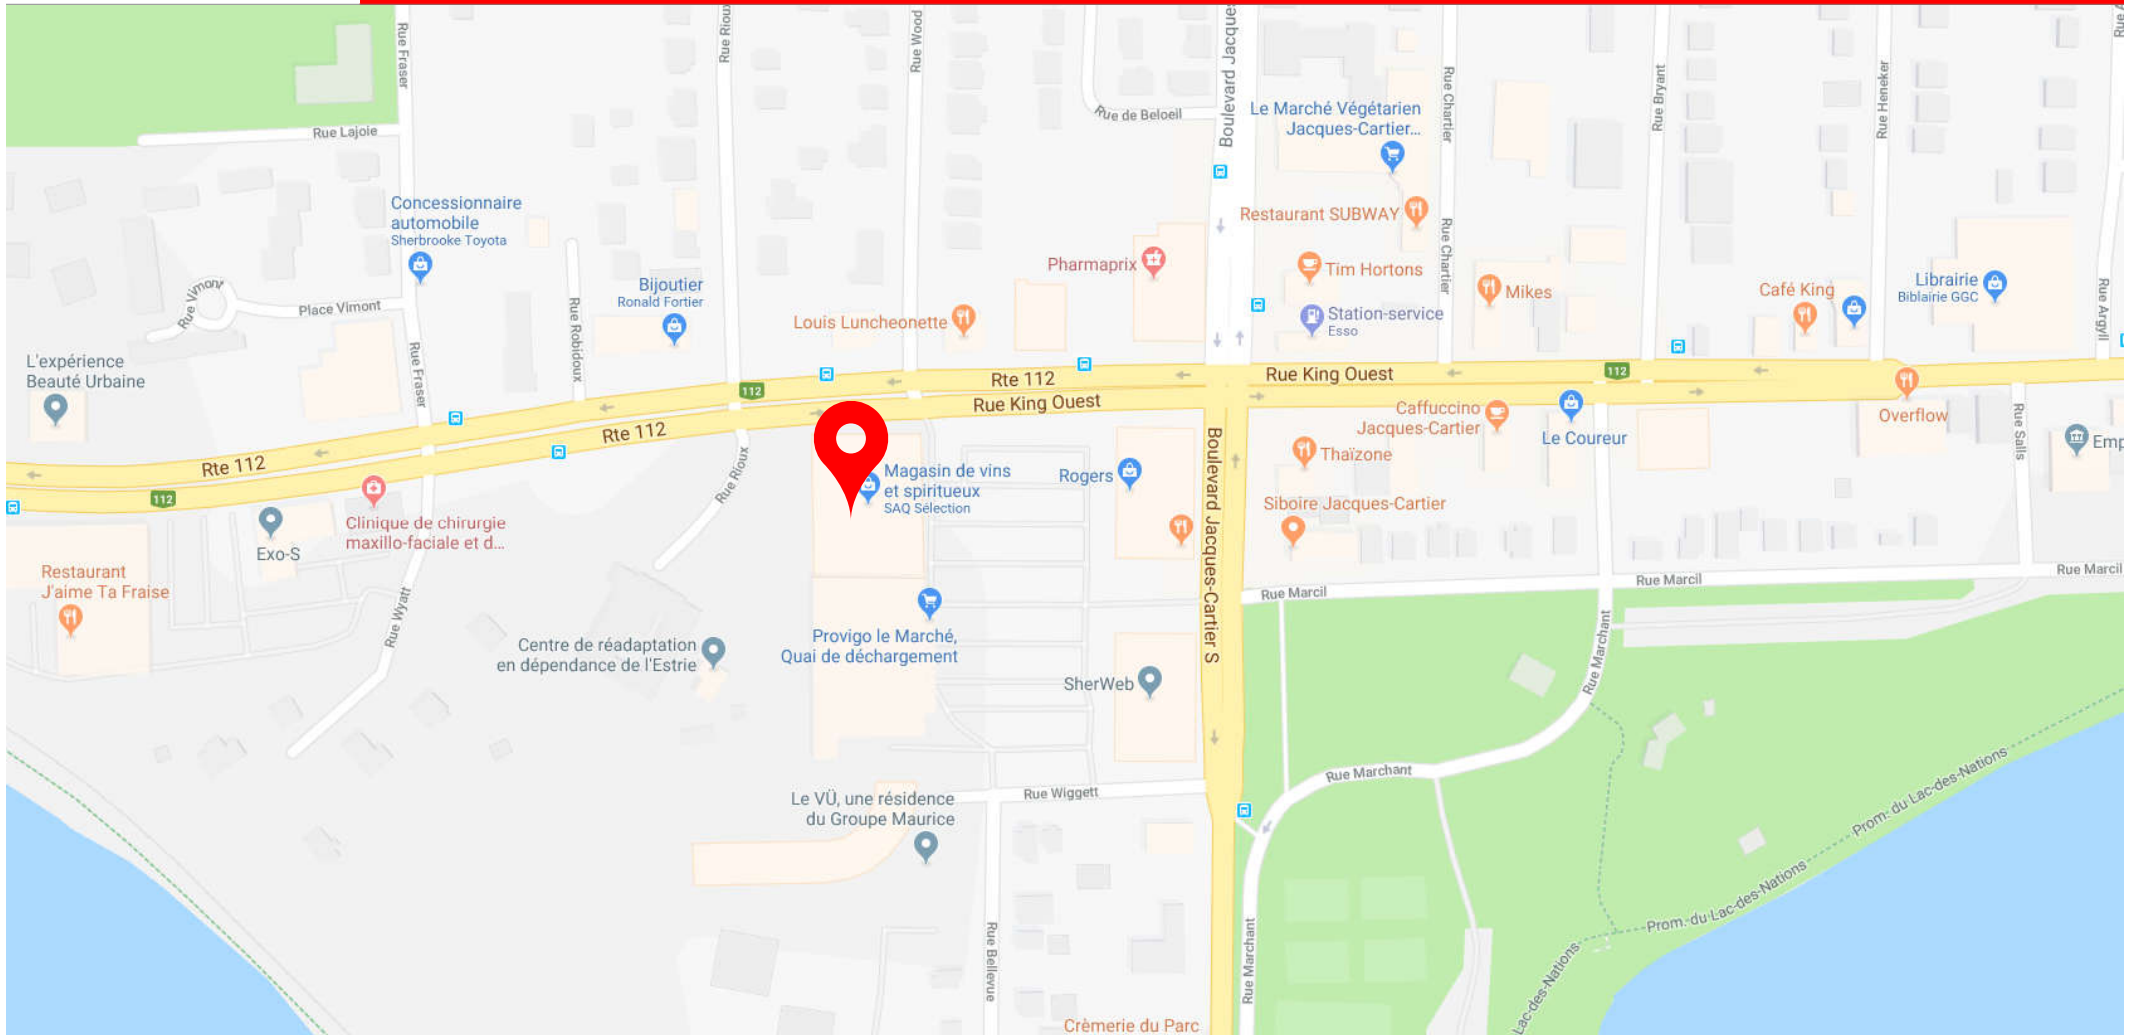 Rue Fraser
Rue Rioux
Rue Wood
Boulevard Jacques
Rue Chartier
Rue Bryant
Rue Heneker
Rue Lajoie
Rue de Beloeil
Le Marché Végétarien
Jacques-Cartier...
Concessionnaire
automobile
Sherbrooke Toyota
Restaurant SUBWAY
Rue Chartier
Pharmaprix
Tim Hortons
Mikes
Café King
Librairie
Biblairie GGC
Rue Argyll
Rue Vimont
Place Vimont
Rue Robidoux
Bijoutier
Ronald Fortier
Louis Luncheonette
Station-service
Esso
L'expérience
Beauté Urbaine
Rue Fraser
112
Rte 112
Rue King Ouest
Rue King Ouest
112
Overflow
Rte 112
Rte 112
112
Caffuccino
Jacques-Cartier
Le Coureur
Rue Salls
Emp
Thaïzone
Rue Rioux
Magasin de vins
et spiritueux
SAQ Sélection
Rogers
Boulevard Jacques-Cartier S
Siboire Jacques-Cartier
Exo-S
Clinique de chirurgie
maxillo-faciale et d...
Restaurant
J'aime Ta Fraise
Rue Wyatt
Rue Marcil
Rue Marcil
Rue Marcil
Centre de réadaptation
en dépendance de l'Estrie
Provigo le Marché,
Quai de déchargement
SherWeb
Rue Marchant
Rue Marchant
Le VÜ, une résidence
du Groupe Maurice
Rue Wiggett
Prom. du Lac-des-Nations
Prom. du Lac-des-Nations
Rue Bellevue
Rue Marchant
Lac-des-Nations
Crèmerie du Parc